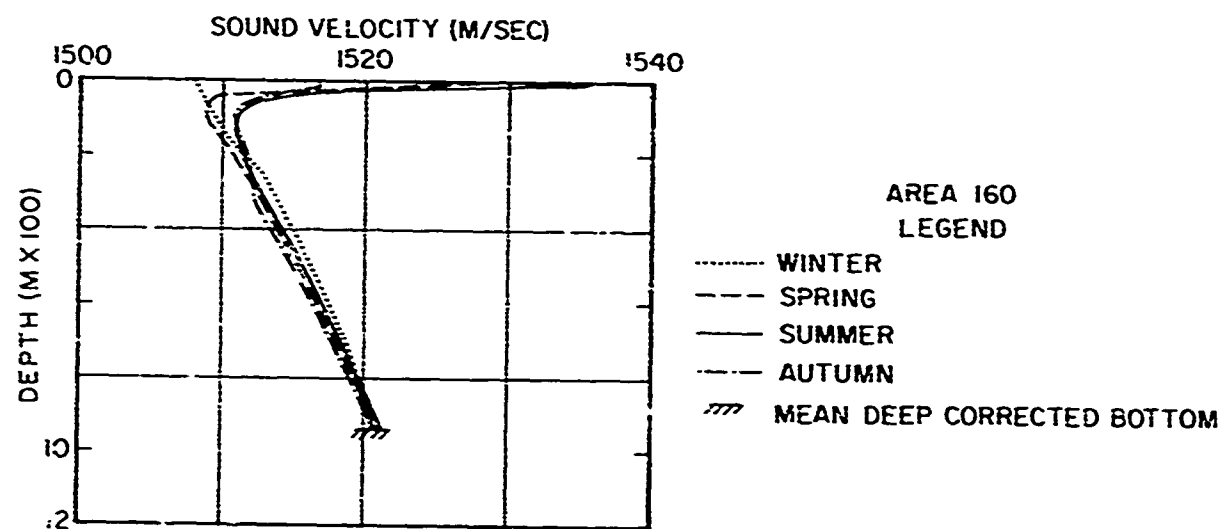 SOUND VELOCITY (M/SEC)
1500 1520 1540
0
DEPTH (M X 100)
10
12
AREA 160
LEGEND
WINTER
SPRING
SUMMER
AUTUMN
MEAN DEEP CORRECTED BOTTOM